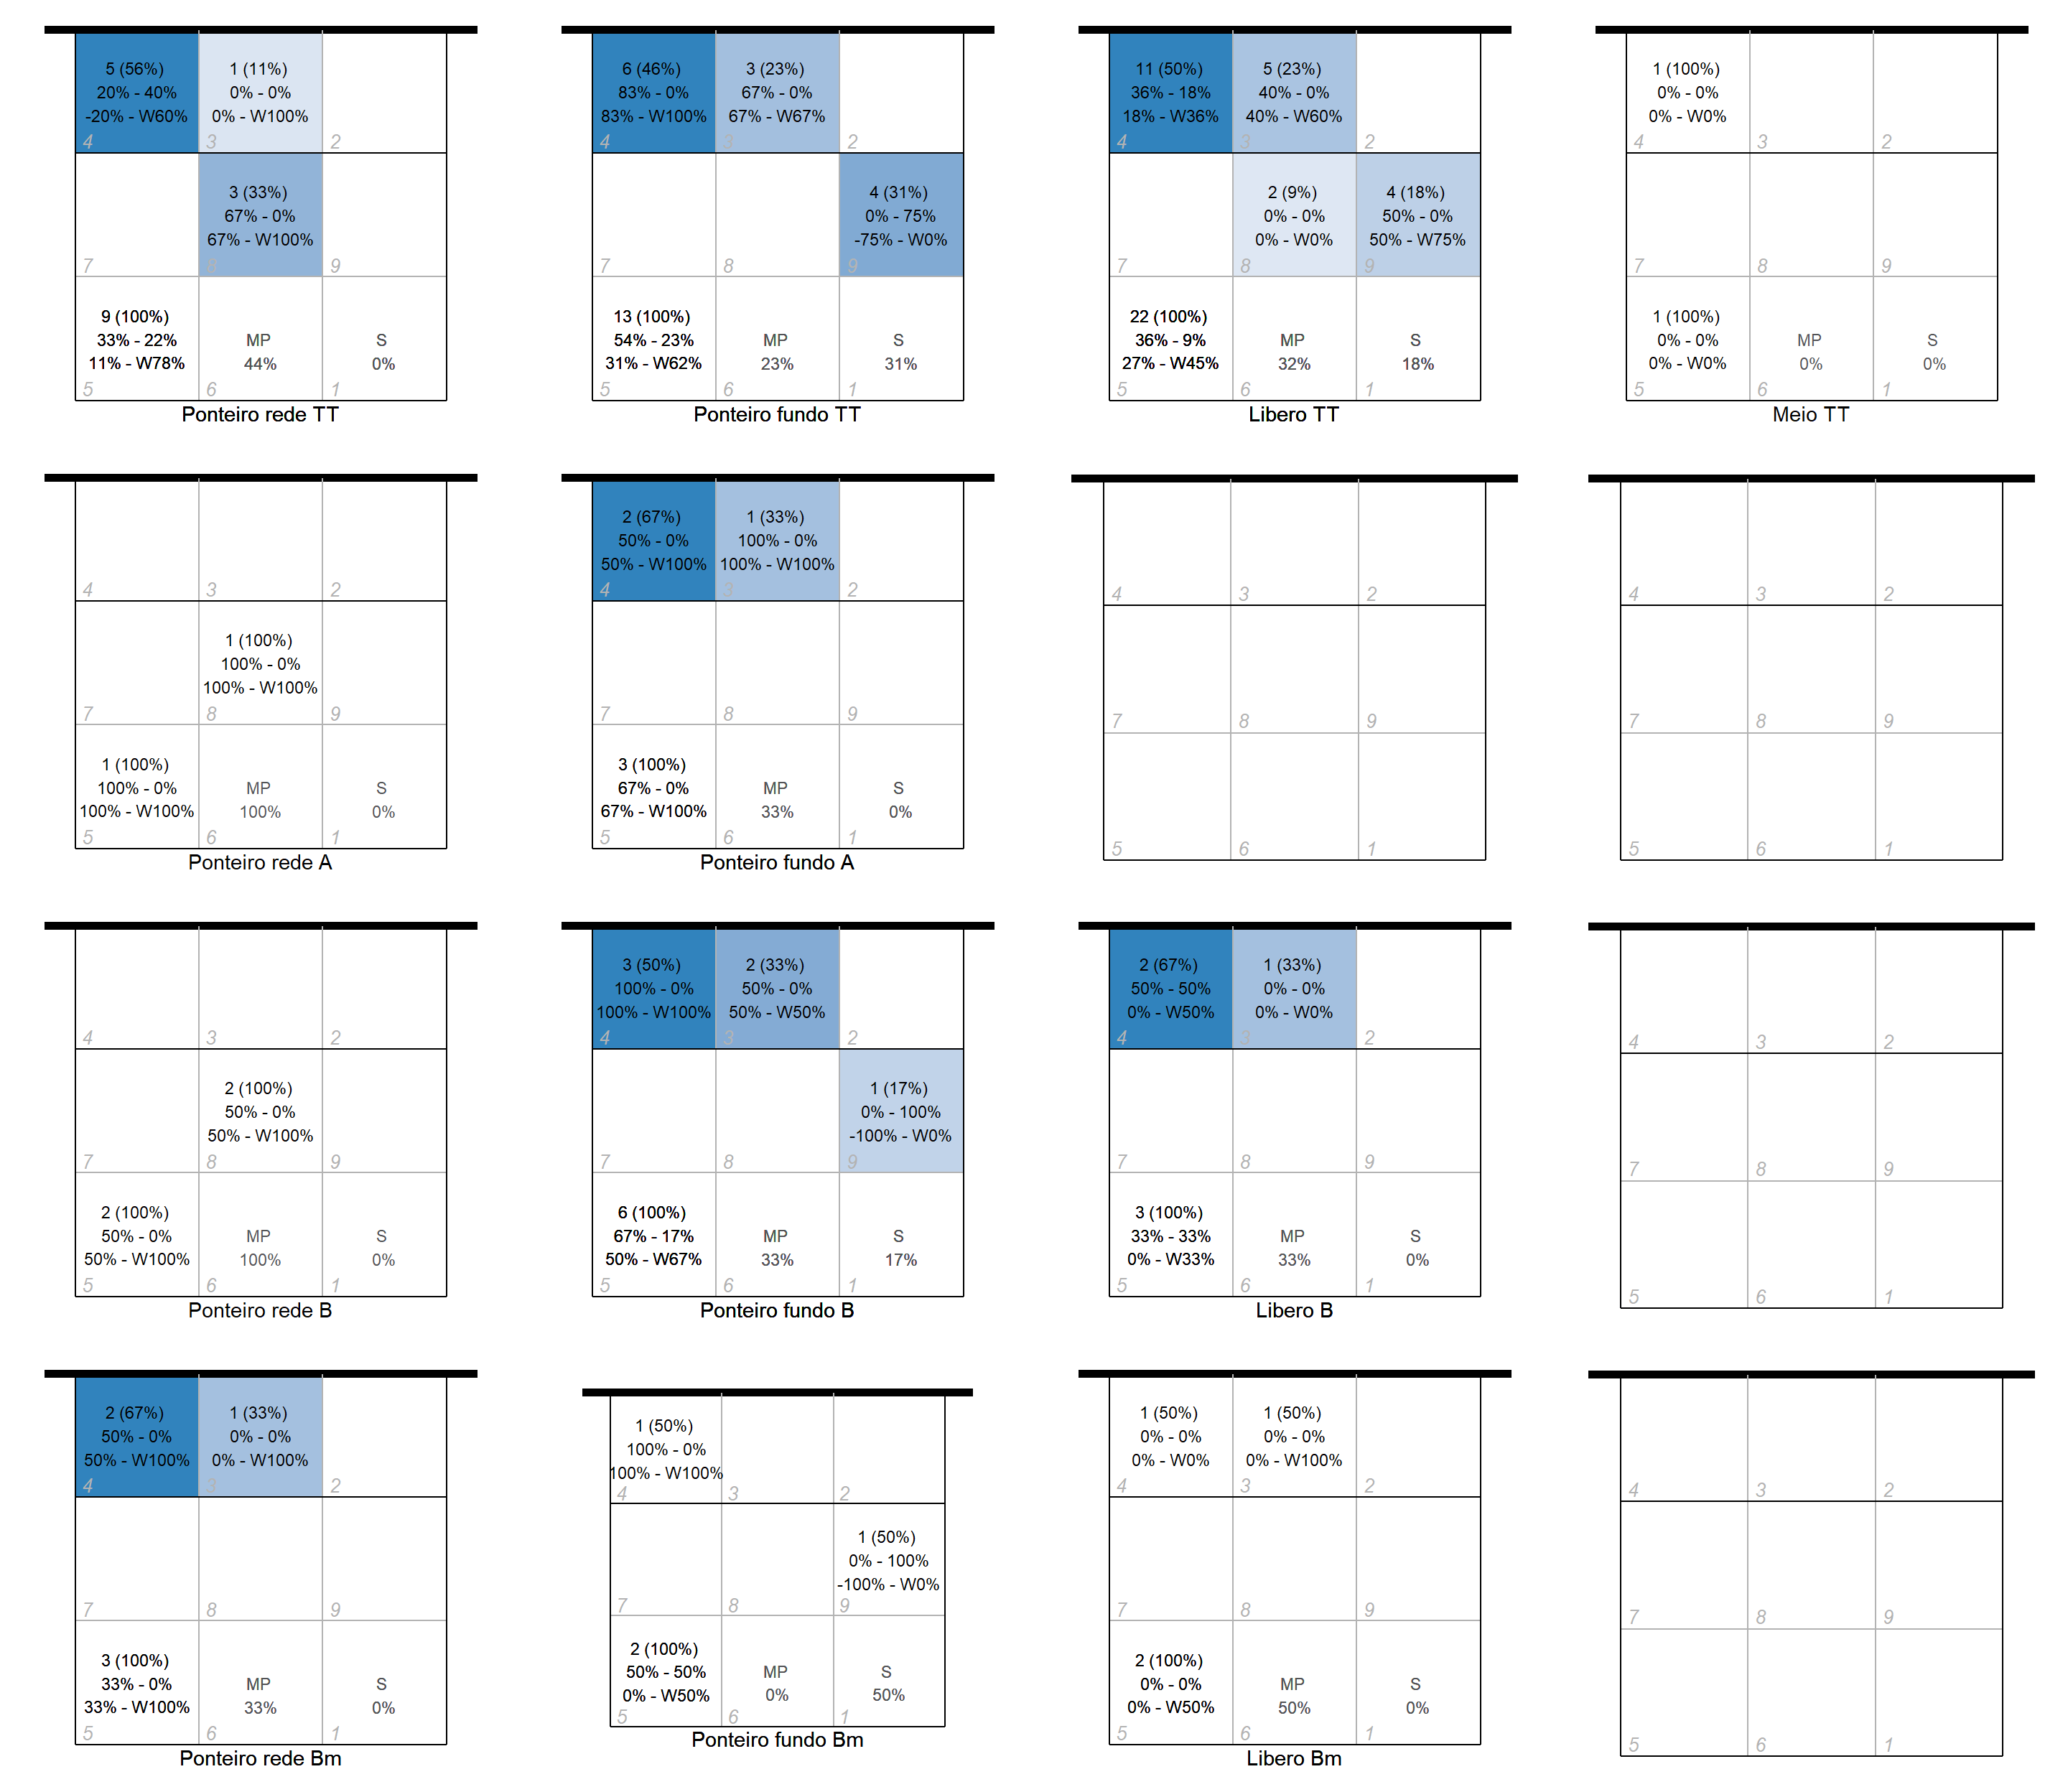 5 (56%)
20% - 40%
-20% - W60%
4
1 (11%)
0% - 0%
0% - W100%
3
2
7
3 (33%)
67% - 0%
67% - W100%
8
9
9 (100%)
33% - 22%
11% - W78%
5
MP
44%
6
S
0%
1
Ponteiro rede TT
6 (46%)
83% - 0%
83% - W100%
4
3 (23%)
67% - 0%
67% - W67%
3
2
7
8
4 (31%)
0% - 75%
-75% - W0%
9
13 (100%)
54% - 23%
31% - W62%
5
MP
23%
6
S
31%
1
Ponteiro fundo TT
11 (50%)
36% - 18%
18% - W36%
4
5 (23%)
40% - 0%
40% - W60%
3
2
7
2 (9%)
0% - 0%
0% - W0%
8
4 (18%)
50% - 0%
50% - W75%
9
22 (100%)
36% - 9%
27% - W45%
5
MP
32%
6
S
18%
1
Libero TT
1 (100%)
0% - 0%
0% - W0%
4
3
2
7
8
9
1 (100%)
0% - 0%
0% - W0%
5
MP
0%
6
S
0%
1
Meio TT
4
3
2
7
1 (100%)
100% - 0%
100% - W100%
8
9
1 (100%)
100% - 0%
100% - W100%
5
MP
100%
6
S
0%
1
Ponteiro rede A
2 (67%)
50% - 0%
50% - W100%
4
1 (33%)
100% - 0%
100% - W100%
3
2
7
8
9
3 (100%)
67% - 0%
67% - W100%
5
MP
33%
6
S
0%
1
Ponteiro fundo A
4
3
2
7
8
9
5
6
1
4
3
2
7
8
9
5
6
1
4
3
2
7
2 (100%)
50% - 0%
50% - W100%
8
9
2 (100%)
50% - 0%
50% - W100%
5
MP
100%
6
S
0%
1
Ponteiro rede B
3 (50%)
100% - 0%
100% - W100%
4
2 (33%)
50% - 0%
50% - W50%
3
2
7
8
1 (17%)
0% - 100%
-100% - W0%
9
6 (100%)
67% - 17%
50% - W67%
5
MP
33%
6
S
17%
1
Ponteiro fundo B
2 (67%)
50% - 50%
0% - W50%
4
1 (33%)
0% - 0%
0% - W0%
3
2
7
8
9
3 (100%)
33% - 33%
0% - W33%
5
MP
33%
6
S
0%
1
Libero B
4
3
2
7
8
9
5
6
1
2 (67%)
50% - 0%
50% - W100%
4
1 (33%)
0% - 0%
0% - W100%
3
2
7
8
9
3 (100%)
33% - 0%
33% - W100%
5
MP
33%
6
S
0%
1
Ponteiro rede Bm
1 (50%)
100% - 0%
100% - W100%
4
3
2
7
8
1 (50%)
0% - 100%
-100% - W0%
9
2 (100%)
50% - 50%
0% - W50%
5
MP
0%
6
S
50%
1
Ponteiro fundo Bm
1 (50%)
0% - 0%
0% - W0%
4
1 (50%)
0% - 0%
0% - W100%
3
2
7
8
9
2 (100%)
0% - 0%
0% - W50%
5
MP
50%
6
S
0%
1
Libero Bm
4
3
2
7
8
9
5
6
1